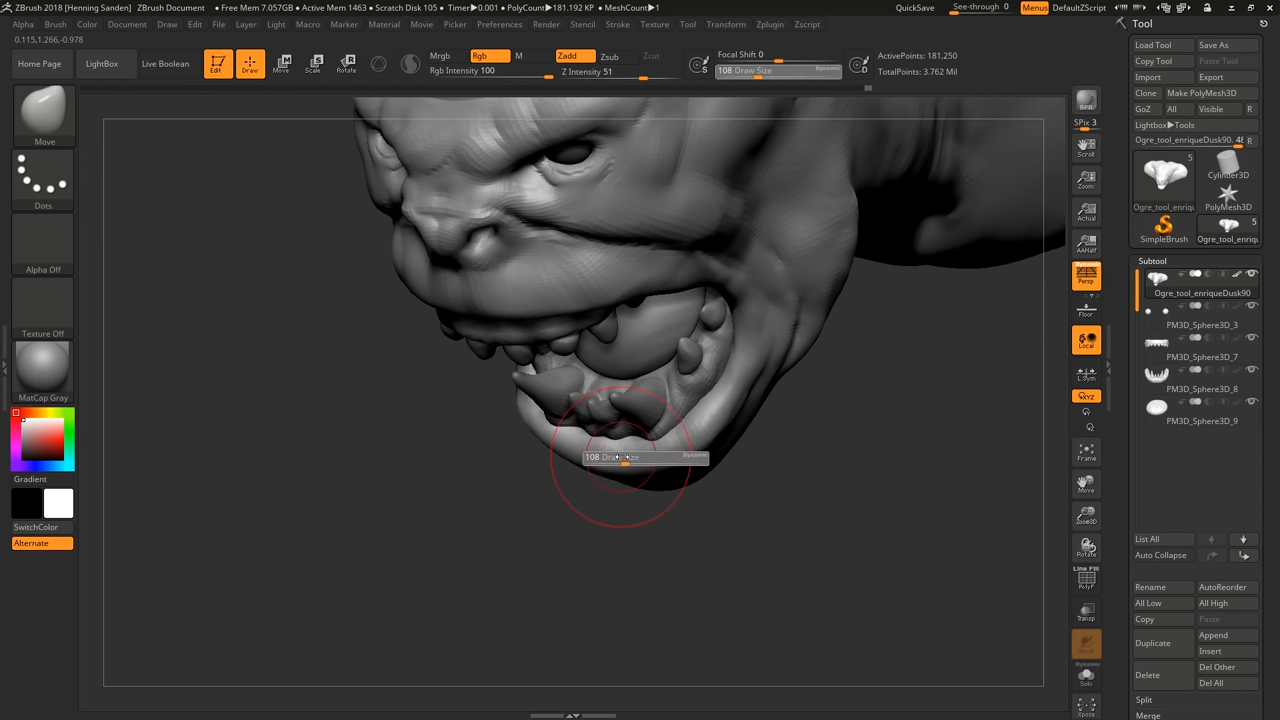 ZBrush 2018 [Henning Sanden] ZBrush Document • Free Mem 7.057GB • Active Mem 1463 • Scratch Disk 105 • Timer▶0.001 • PolyCount▶181.192 KP • MeshCount▶1 QuickSave See-through 0 Menus DefaultZScript
Alpha Brush Color Document Draw Edit File Layer Light Macro Marker Material Movie Picker Preferences Render Stencil Stroke Texture Tool Transform Zplugin Zscript
0.115,1.266,-0.978
Home Page
LightBox
Live Boolean
Edit
Draw
Move
Scale
Rotate
Mrgb Rgb M
Rgb Intensity 100
Zadd Zsub Zcut
Z Intensity 51
S
Focal Shift 0
108 Draw Size Dynamic
D
ActivePoints: 181,250
TotalPoints: 3.762 Mil
Move
Dots
Alpha Off
Texture Off
MatCap Gray
Gradient
SwitchColor
Alternate
108 Draw Size Dynamic
BPR
SPix 3
Scroll
Zoom
Actual
AAHalf
Dynamic
Persp
Floor
Local
L.Sym
XYZ
Frame
Move
Zoom3D
Rotate
Line Fill
PolyF
Transp
Dynamic
Solo
Xpose
Tool
Load Tool Save As
Copy Tool Paste Tool
Import Export
Clone Make PolyMesh3D
GoZ All Visible R
Lightbox▶Tools
Ogre_tool_enriqueDusk90. 48 R
5
Ogre_tool_enriqu
Cylinder3D
PolyMesh3D
SimpleBrush
5
Ogre_tool_enriqu
Subtool
Ogre_tool_enriqueDusk90
PM3D_Sphere3D_3
PM3D_Sphere3D_7
PM3D_Sphere3D_8
PM3D_Sphere3D_9
List All
Auto Collapse
Rename AutoReorder
All Low All High
Copy Paste
Duplicate Append
Insert
Delete Del Other
Del All
Split
Merge